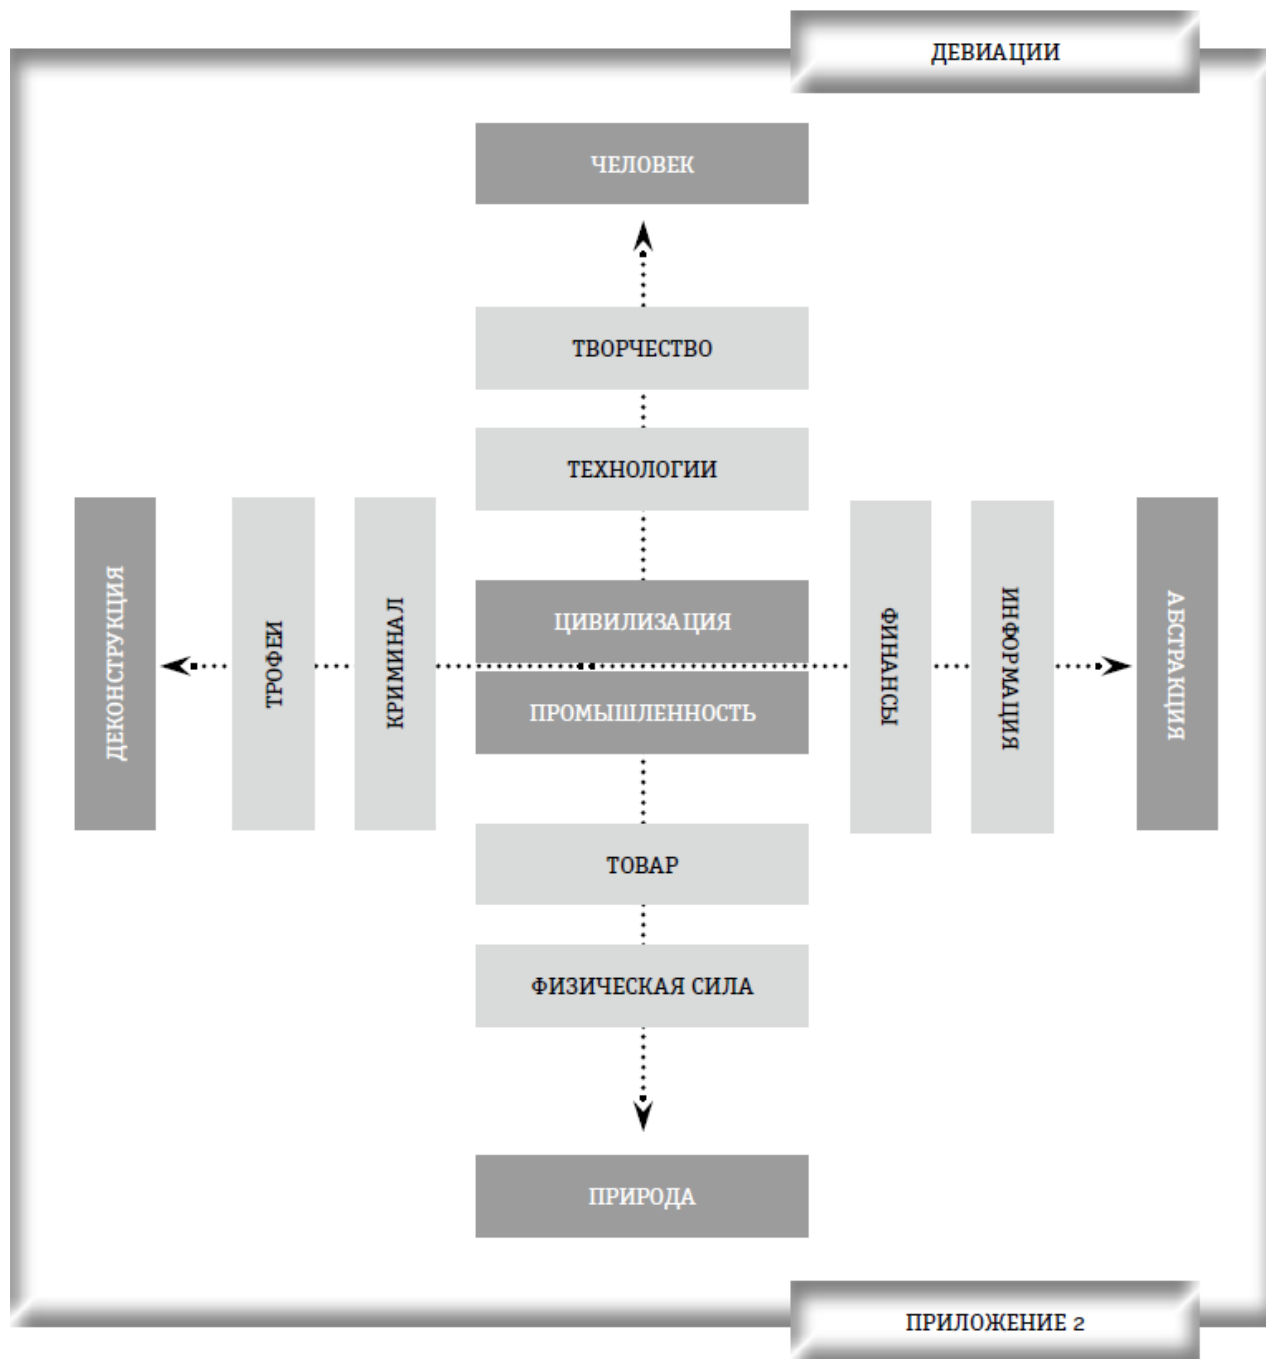 ДЕВИАЦИИ
ЧЕЛОВЕК
ТВОРЧЕСТВО
ТЕХНОЛОГИИ
ДЕКОНСТРУКЦИЯ
ТРОФЕИ
КРИМИНАЛ
ЦИВИЛИЗАЦИЯ
ПРОМЫШЛЕННОСТЬ
ФИНАНСЫ
ИНФОРМАЦИЯ
АБСТРАКЦИЯ
ТОВАР
ФИЗИЧЕСКАЯ СИЛА
ПРИРОДА
ПРИЛОЖЕНИЕ 2